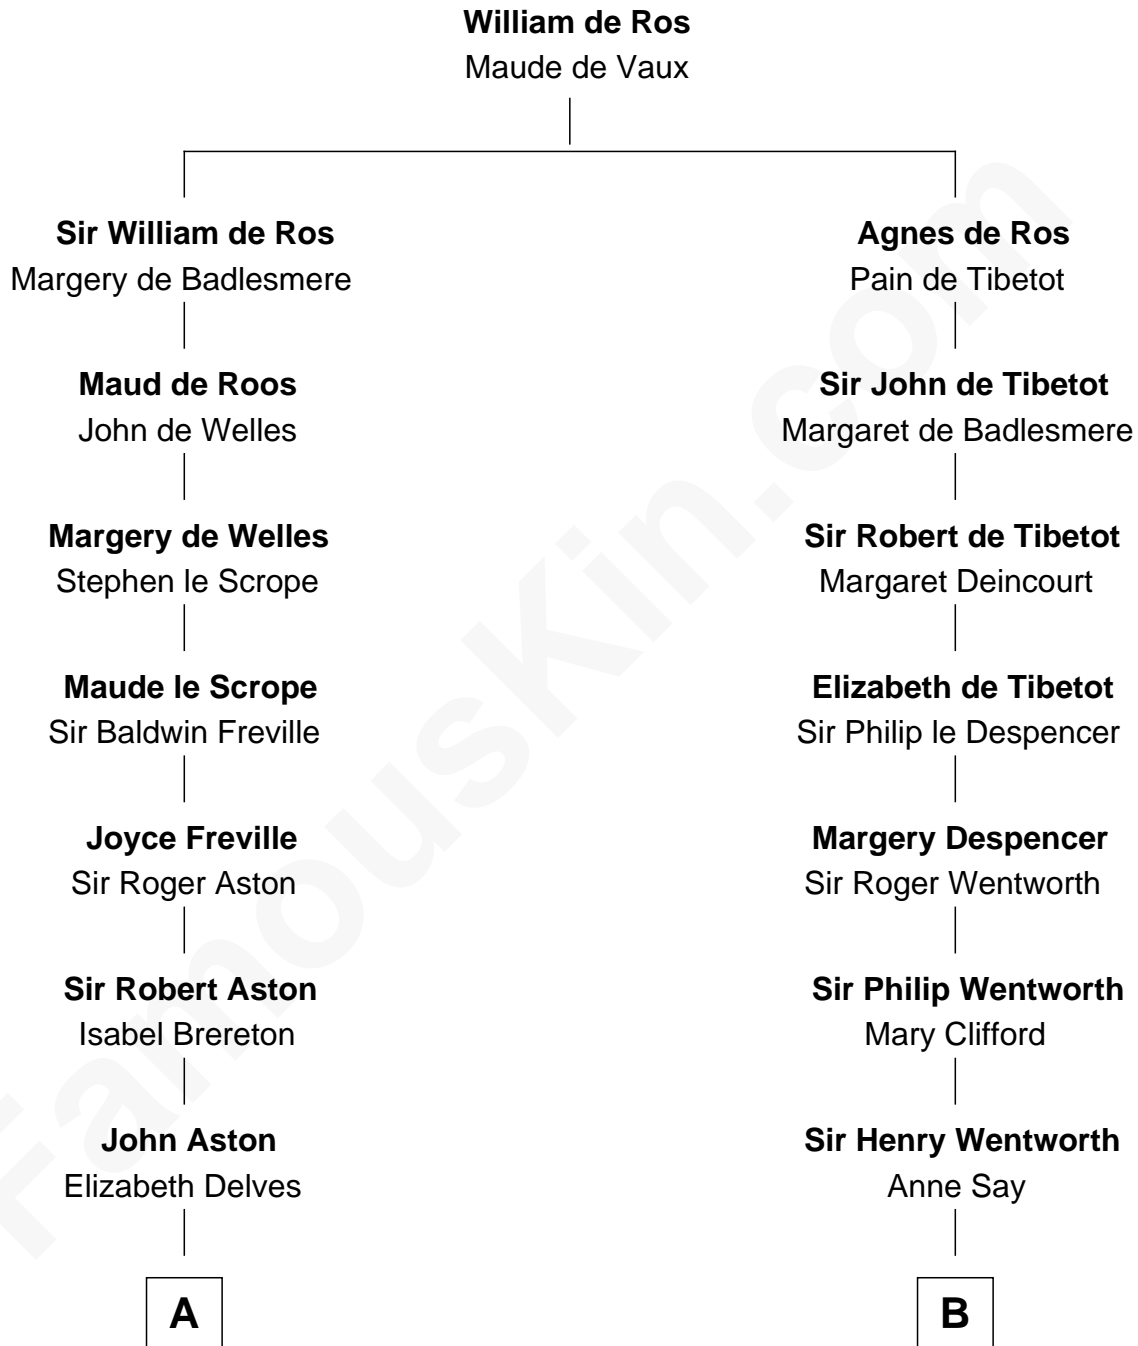 William de Ros
Maude de Vaux
Sir William de Ros
Margery de Badlesmere
Maud de Roos
John de Welles
Margery de Welles
Stephen le Scrope
Maude le Scrope
Sir Baldwin Freville
Joyce Freville
Sir Roger Aston
Sir Robert Aston
Isabel Brereton
John Aston
Elizabeth Delves
A
Agnes de Ros
Pain de Tibetot
Sir John de Tibetot
Margaret de Badlesmere
Sir Robert de Tibetot
Margaret Deincourt
Elizabeth de Tibetot
Sir Philip le Despencer
Margery Despencer
Sir Roger Wentworth
Sir Philip Wentworth
Mary Clifford
Sir Henry Wentworth
Anne Say
B
FamousKin.com